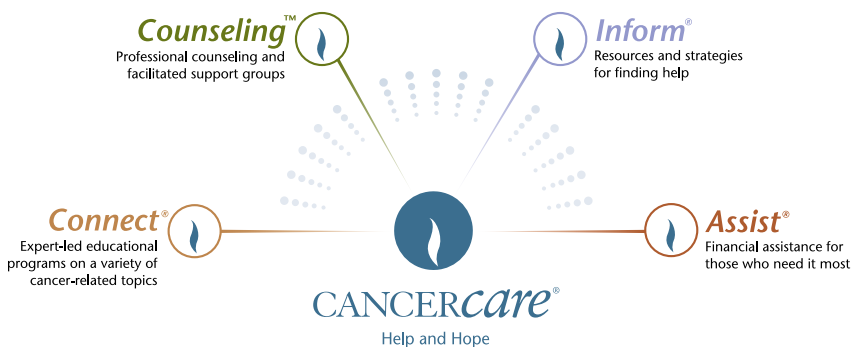 Counseling™
Professional counseling and
facilitated support groups
Inform®
Resources and strategies
for finding help
Connect®
Expert-led educational
programs on a variety of
cancer-related topics
Assist®
Financial assistance for
those who need it most
CANCERcare®
Help and Hope